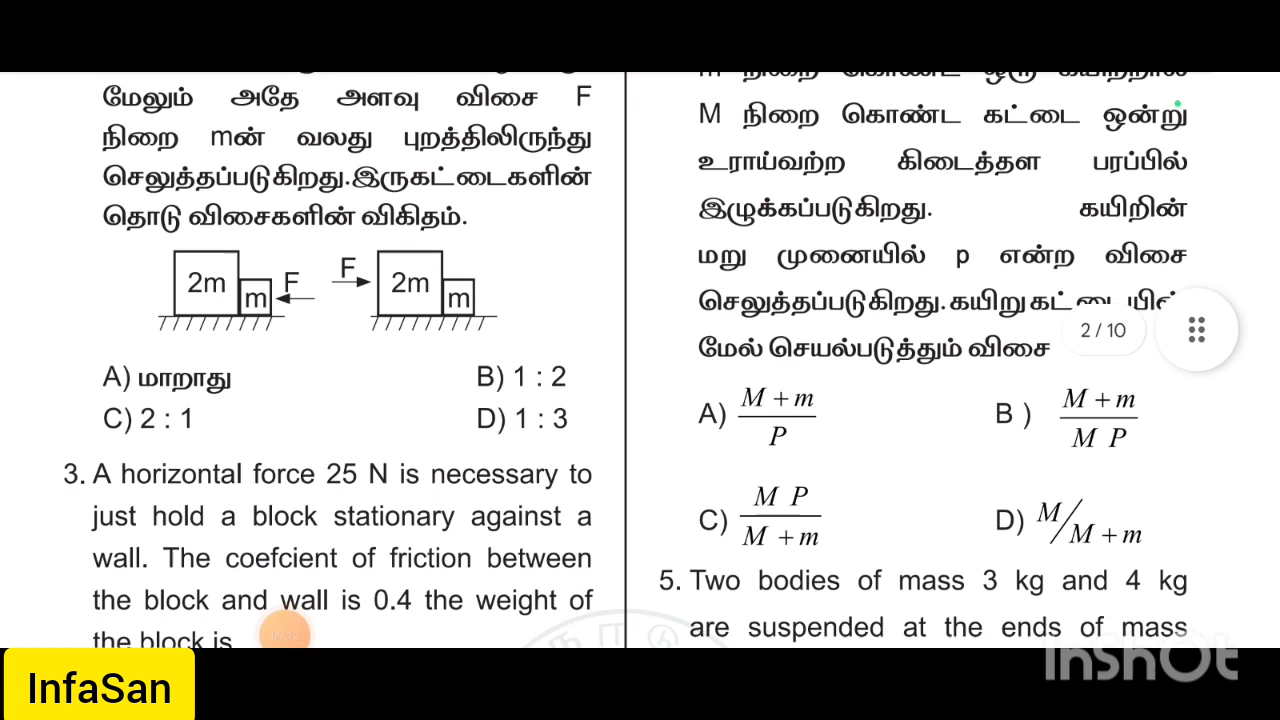 மேலும் அதே அளவு விசை F
நிறை mன் வலது புறத்திலிருந்து
செலுத்தப்படுகிறது.இருகட்டைகளின்
தொடு விசைகளின் விகிதம்.
2m
m
F
F
2m
m
A) மாறாது
B) 1 : 2
C) 2 : 1
D) 1 : 3
3. A horizontal force 25 N is necessary to
just hold a block stationary against a
wall. The coefcient of friction between
the block and wall is 0.4 the weight of
the block is
M நிறை கொண்ட கட்டை ஒன்று
உராய்வற்ற கிடைத்தள பரப்பில்
இழுக்கப்படுகிறது. கயிறின்
மறு முனையில் p என்ற விசை
செலுத்தப்படுகிறது.கயிறு
மேல் செயல்படுத்தும் விசை
2 / 10
A) M + m / P
B ) M + m / M P
C) M P / M + m
D) M/M + m
5. Two bodies of mass 3 kg and 4 kg
are suspended at the ends of mass
InShOt
InfaSan